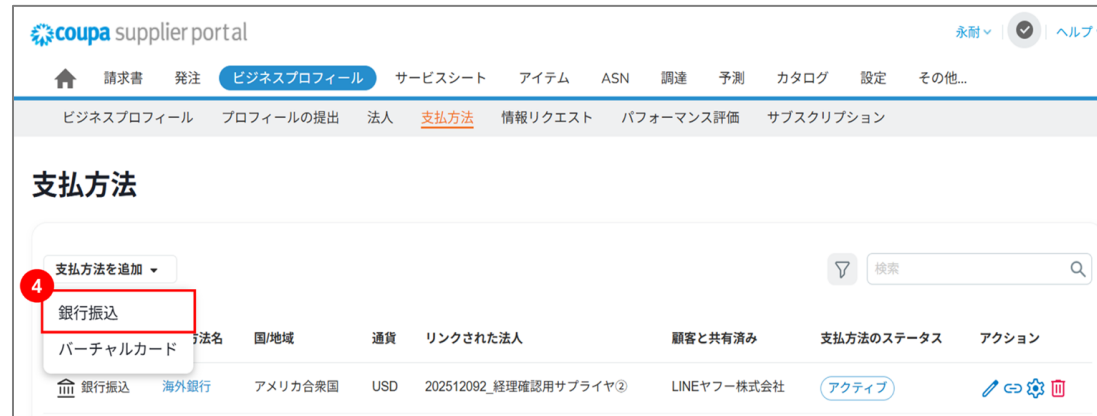 coupa supplier portal
永耐 ヘルプ
請求書 発注 ビジネスプロフィール サービスシート アイテム ASN 調達 予測 カタログ 設定 その他...
ビジネスプロフィール プロフィールの提出 法人 支払方法 情報リクエスト パフォーマンス評価 サブスクリプション
支払方法
支払方法を追加 検索
4
銀行振込
バーチャルカード
方法名 国/地域 通貨 リンクされた法人 顧客と共有済み 支払方法のステータス アクション
銀行振込 海外銀行 アメリカ合衆国 USD 202512092_経理確認用サプライヤ② LINEヤフー株式会社 アクティブ